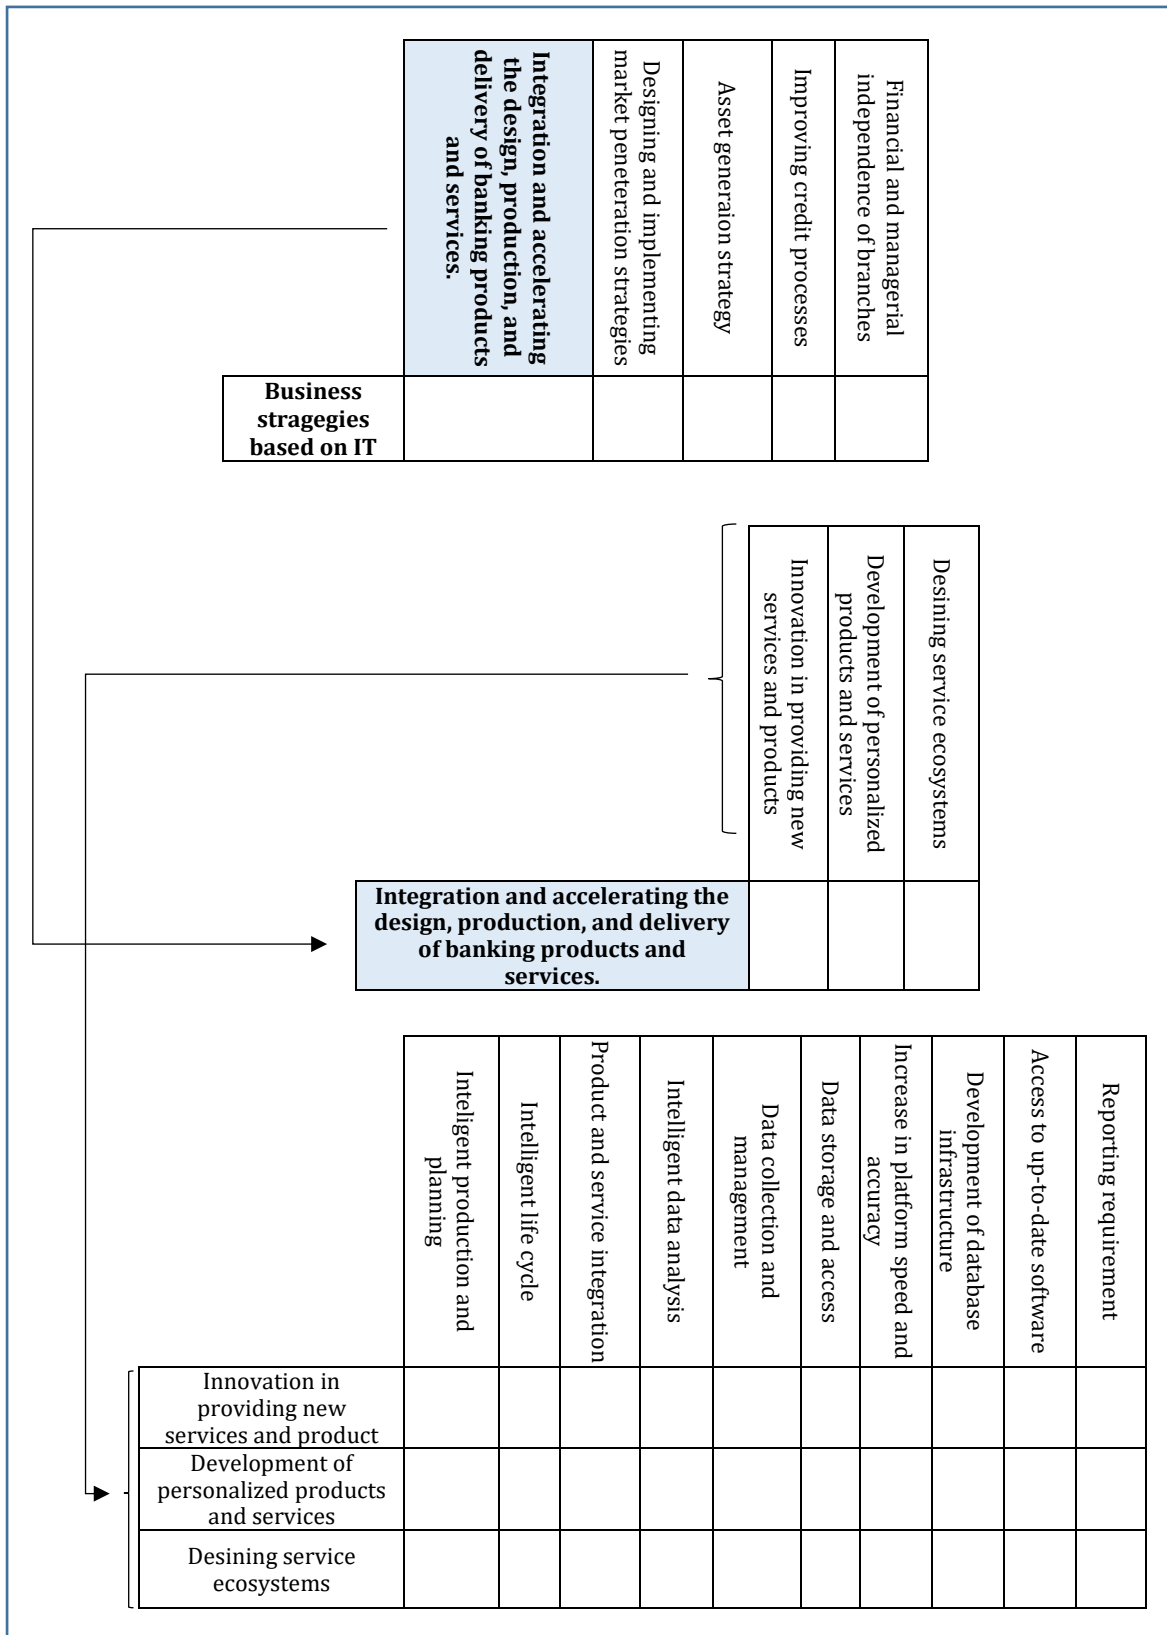 Integration and accelerating
the design, production, and
delivery of banking products
and services.
Designing and implementing
market peneteration strategies
Asset generaion strategy
Improving credit processes
Financial and managerial
independence of branches
Business
stragegies
based on IT
Innovation in providing new
services and products
Development of personalized
products and services
Desining service ecosystems
Integration and accelerating the
design, production, and delivery
of banking products and
services.
Inteligent production and
planning
Intelligent life cycle
Product and service integration
Intelligent data analysis
Data collection and
management
Data storage and access
Increase in platform speed and
accuracy
Development of database
infrastructure
Access to up-to-date software
Reporting requirement
Innovation in
providing new
services and product
Development of
personalized products
and services
Desining service
ecosystems